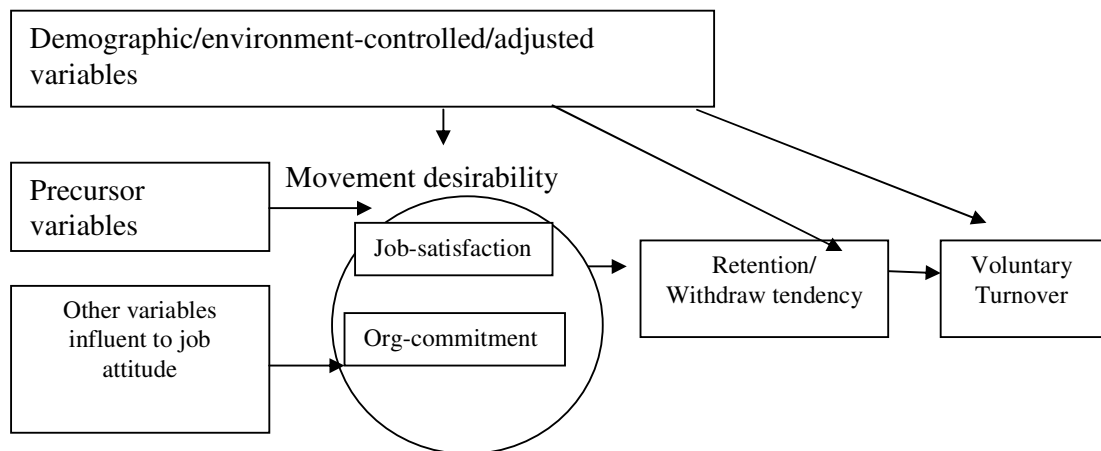 Demographic/environment-controlled/adjusted
variables
Precursor
variables
Movement desirability
Job-satisfaction
Org-commitment
Other variables
influent to job
attitude
Retention/
Withdraw tendency
Voluntary
Turnover